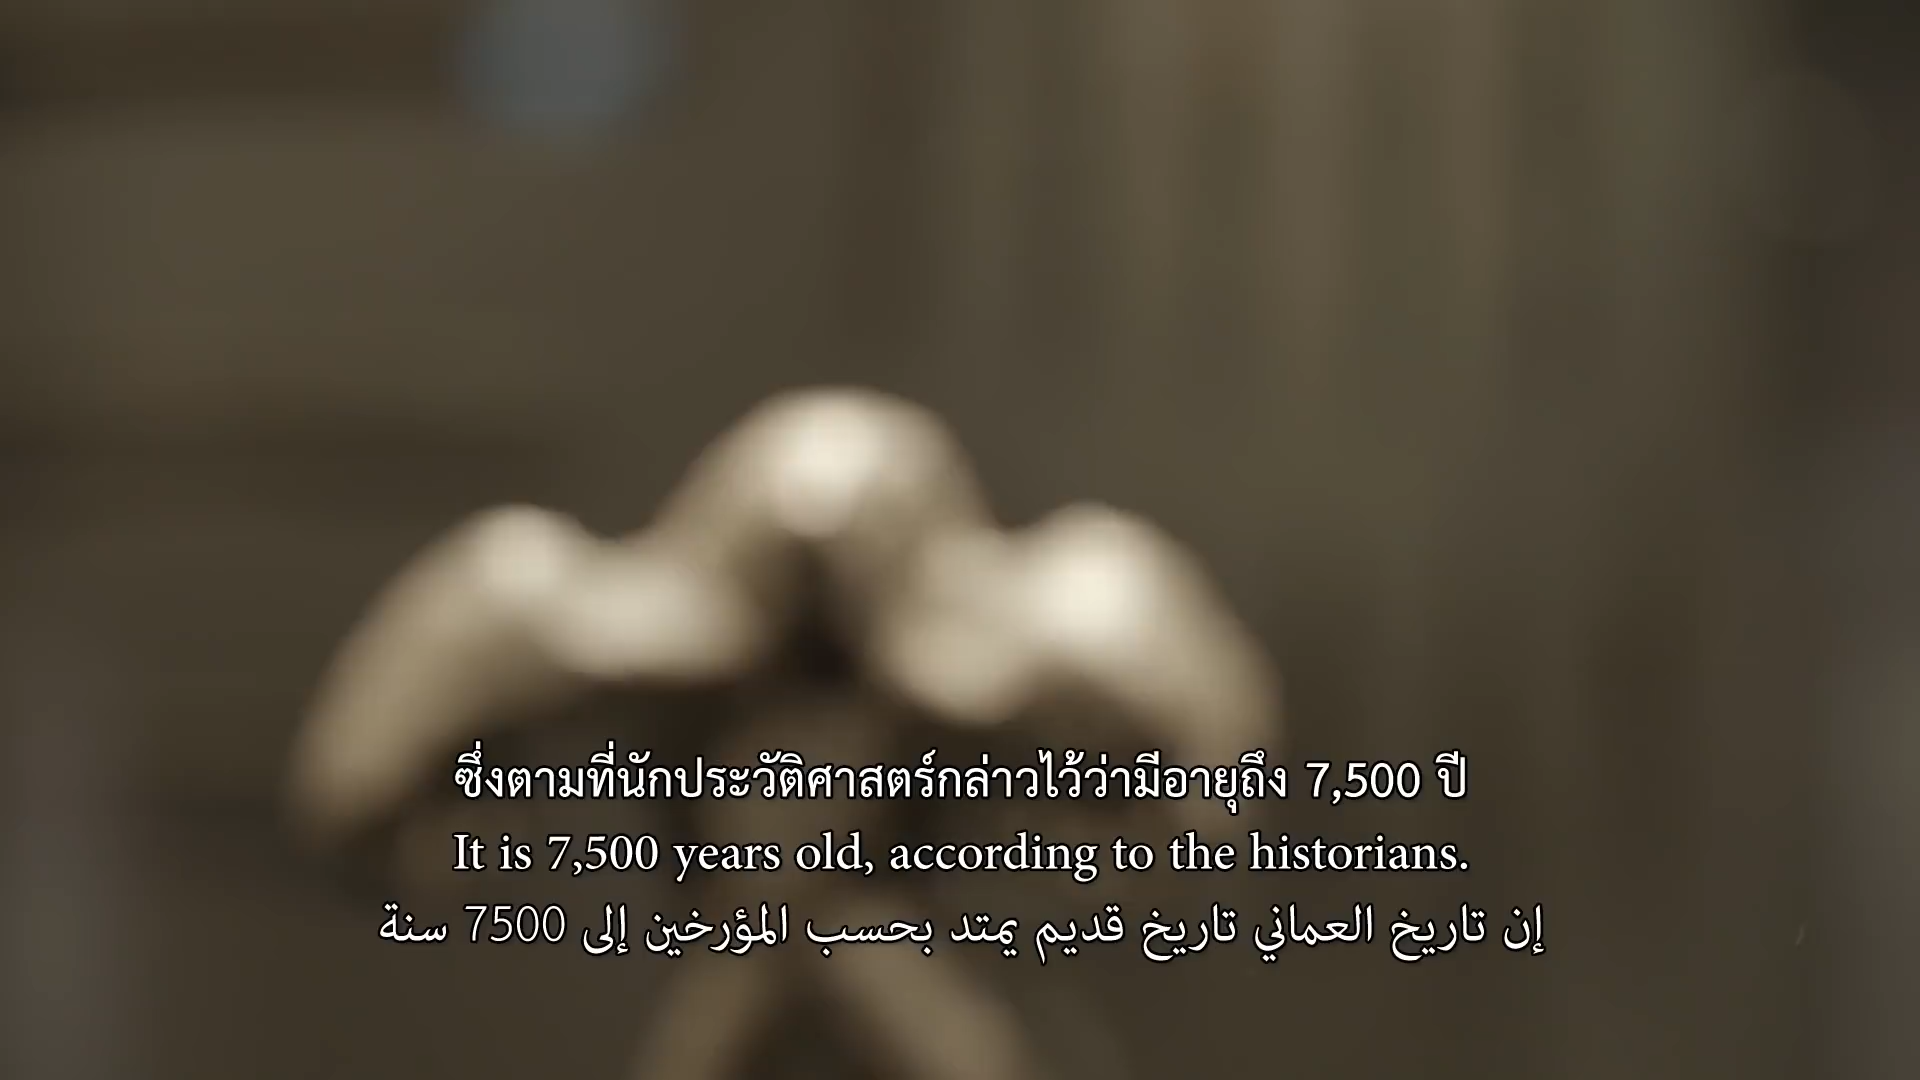 ซึ่งตามที่นักประวัติศาสตร์กล่าวไว้ว่ามีอายุถึง 7,500 ปี
It is 7,500 years old, according to the historians.
إن تاريخ العماني تاريخ قديم يمتد بحسب المؤرخين إلى 7500 سنة